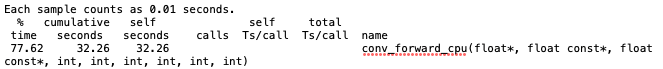 Each sample counts as 0.01 seconds.
% cumulative self self total
time seconds seconds calls Ts/call Ts/call name
77.62 32.26 32.26 conv_forward_cpu(float*, float const*, float
const*, int, int, int, int, int, int)